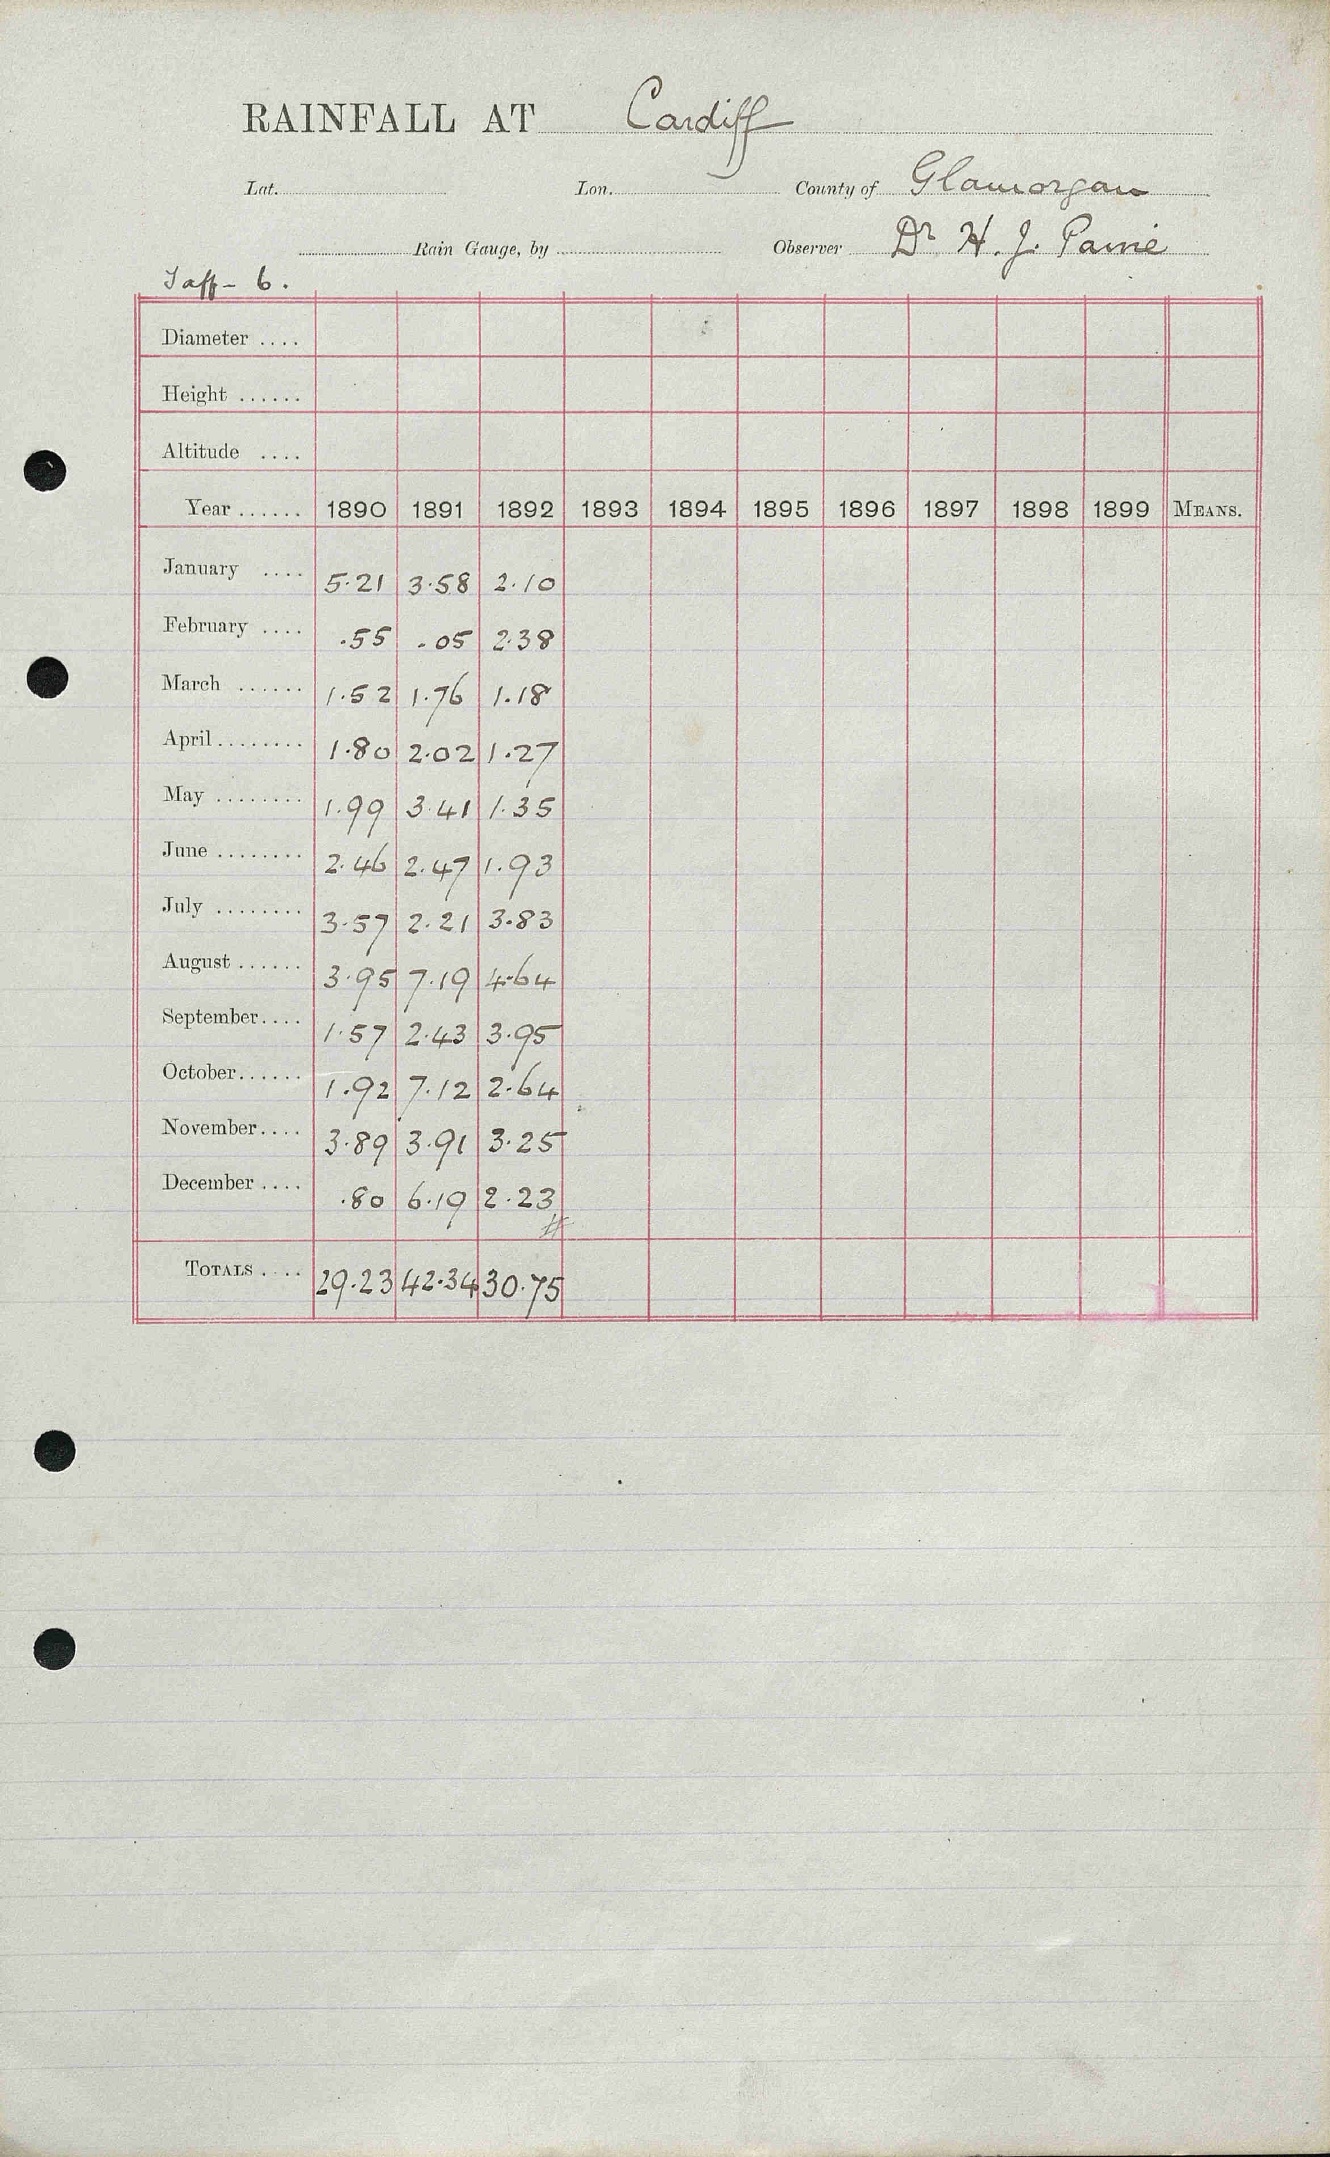 RAINFALL AT Cardiff
Lat. Lon. County of Glamorgan
Rain Gauge, by Observer Dr H. J. Paine
Taff - 6.
Diameter ....
Height ......
Altitude ....
Year ...... 1890 1891 1892 1893 1894 1895 1896 1897 1898 1899 MEANS.
January .... 5.21 3.58 2.10
February .... .55 .05 2.38
March ...... 1.52 1.76 1.18
April ........ 1.80 2.02 1.27
May ........ 1.99 3.41 1.35
June ........ 2.46 2.47 1.93
July ........ 3.57 2.21 3.83
August ...... 3.95 7.19 4.64
September .... 1.57 2.43 3.95
October ...... 1.92 7.12 2.64
November .... 3.89 3.91 3.25
December .... .80 6.19 2.23
#
TOTALS .... 29.23 42.34 30.75